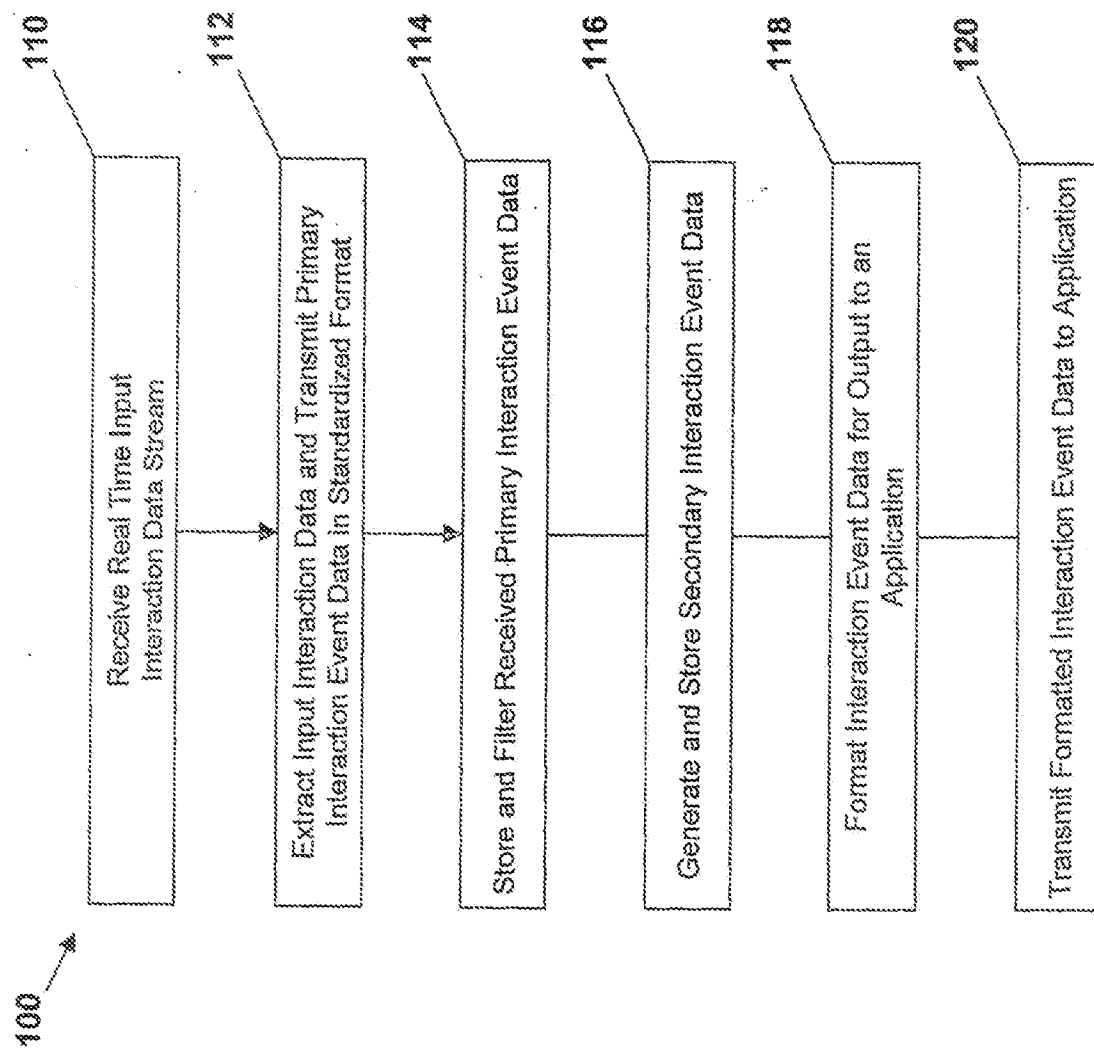 100
110
Receive Real Time Input
Interaction Data Stream
112
Extract Input Interaction Data and Transmit Primary
Interaction Event Data in Standardized Format
114
Store and Filter Received Primary Interaction Event Data
116
Generate and Store Secondary Interaction Event Data
118
Format Interaction Event Data for Output to an
Application
120
Transmit Formatted Interaction Event Data to Application